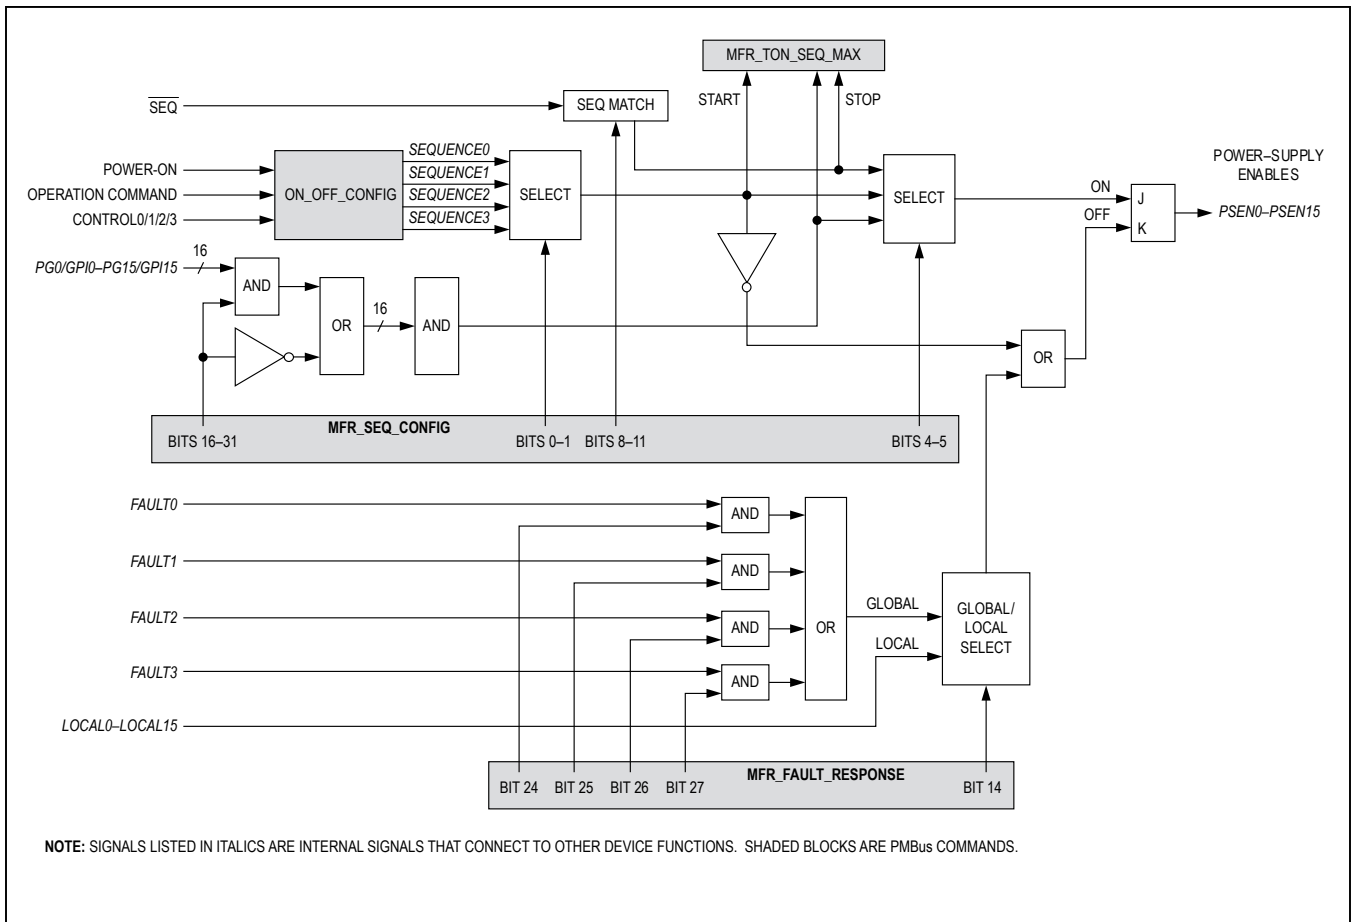 MFR_TON_SEQ_MAX
START
STOP
SEQ
SEQ MATCH
POWER-ON
OPERATION COMMAND
CONTROL0/1/2/3
ON_OFF_CONFIG
SEQUENCE0
SEQUENCE1
SEQUENCE2
SEQUENCE3
SELECT
SELECT
POWER–SUPPLY
ENABLES
ON
OFF
J
K
PSEN0–PSEN15
PG0/GPI0–PG15/GPI15
16
AND
OR
16
AND
OR
MFR_SEQ_CONFIG
BITS 16–31
BITS 0–1
BITS 8–11
BITS 4–5
FAULT0
AND
FAULT1
AND
FAULT2
AND
FAULT3
AND
OR
GLOBAL
LOCAL
GLOBAL/
LOCAL
SELECT
LOCAL0–LOCAL15
MFR_FAULT_RESPONSE
BIT 24
BIT 25
BIT 26
BIT 27
BIT 14
NOTE: SIGNALS LISTED IN ITALICS ARE INTERNAL SIGNALS THAT CONNECT TO OTHER DEVICE FUNCTIONS. SHADED BLOCKS ARE PMBus COMMANDS.